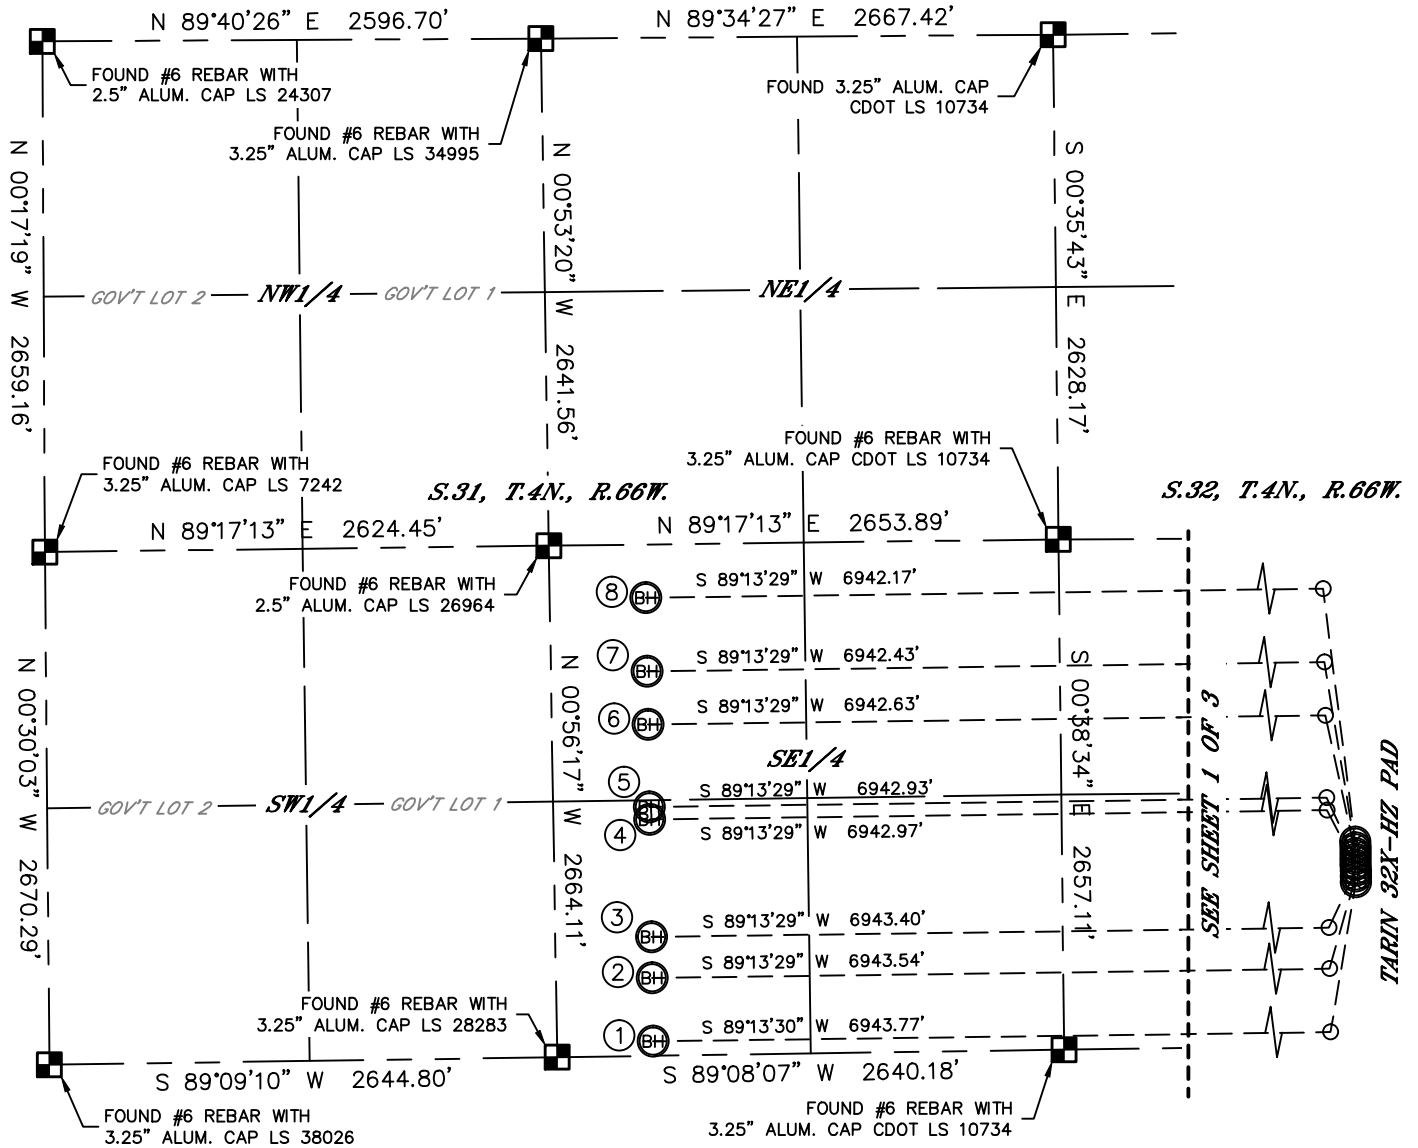 N 89°40'26" E 2596.70'
N 89°34'27" E 2667.42'
FOUND #6 REBAR WITH
2.5" ALUM. CAP LS 24307
FOUND #6 REBAR WITH
3.25" ALUM. CAP LS 34995
FOUND 3.25" ALUM. CAP
CDOT LS 10734
N 00°17'19" W 2659.16'
N 00°53'20" W 2641.56'
S 00°35'43" E 2628.17'
GOV'T LOT 2
NW1/4
GOV'T LOT 1
NE1/4
FOUND #6 REBAR WITH
3.25" ALUM. CAP LS 7242
FOUND #6 REBAR WITH
3.25" ALUM. CAP CDOT LS 10734
S.31, T.4N., R.66W.
S.32, T.4N., R.66W.
N 89°17'13" E 2624.45'
N 89°17'13" E 2653.89'
FOUND #6 REBAR WITH
2.5" ALUM. CAP LS 26964
8 BH S 89°13'29" W 6942.17'
7 BH S 89°13'29" W 6942.43'
6 BH S 89°13'29" W 6942.63'
N 00°30'03" W 2670.29'
N 00°56'17" W 2664.11'
S 00°38'34" E 2657.11'
SEE SHEET 1 OF 3
TARIN 32X-HZ PAD
SE1/4
5 BH S 89°13'29" W 6942.93'
GOV'T LOT 2
SW1/4
GOV'T LOT 1
4 BH S 89°13'29" W 6942.97'
3 BH S 89°13'29" W 6943.40'
2 BH S 89°13'29" W 6943.54'
1 BH S 89°13'30" W 6943.77'
FOUND #6 REBAR WITH
3.25" ALUM. CAP LS 28283
S 89°09'10" W 2644.80'
S 89°08'07" W 2640.18'
FOUND #6 REBAR WITH
3.25" ALUM. CAP LS 38026
FOUND #6 REBAR WITH
3.25" ALUM. CAP CDOT LS 10734